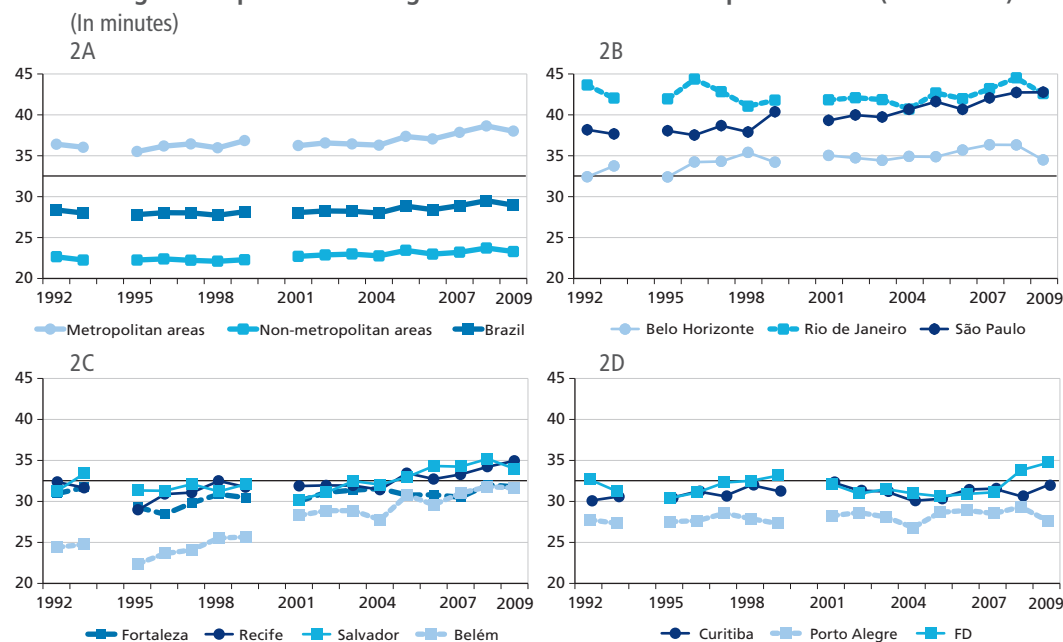 (In minutes)
2A
45
40
35
30
25
20
1992 1995 1998 2001 2004 2007 2009
Metropolitan areas Non-metropolitan areas Brazil
2B
45
40
35
30
25
20
1992 1995 1998 2001 2004 2007 2009
Belo Horizonte Rio de Janeiro São Paulo
2C
45
40
35
30
25
20
1992 1995 1998 2001 2004 2007 2009
Fortaleza Recife Salvador Belém
2D
45
40
35
30
25
20
1992 1995 1998 2001 2004 2007 2009
Curitiba Porto Alegre FD